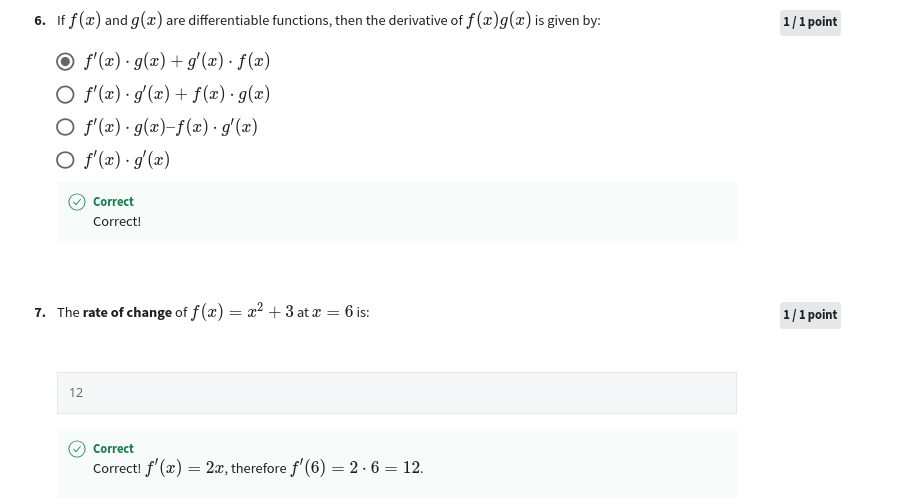 6. If f(x) and g(x) are differentiable functions, then the derivative of f(x)g(x) is given by: 1 / 1 point
f′(x) · g(x) + g′(x) · f(x)
f′(x) · g′(x) + f(x) · g(x)
f′(x) · g(x)–f(x) · g′(x)
f′(x) · g′(x)
Correct
Correct!
7. The rate of change of f(x) = x² + 3 at x = 6 is: 1 / 1 point
12
Correct
Correct! f′(x) = 2x, therefore f′(6) = 2 · 6 = 12.